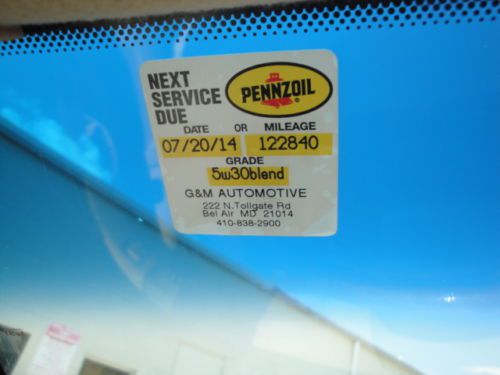 NEXT
SERVICE
DUE
PENNZOIL
DATE OR MILEAGE
07/20/14 122840
GRADE
5w30blend
G&M AUTOMOTIVE
222 N.Tollgate Rd
Bel Air MD 21014
410-838-2900